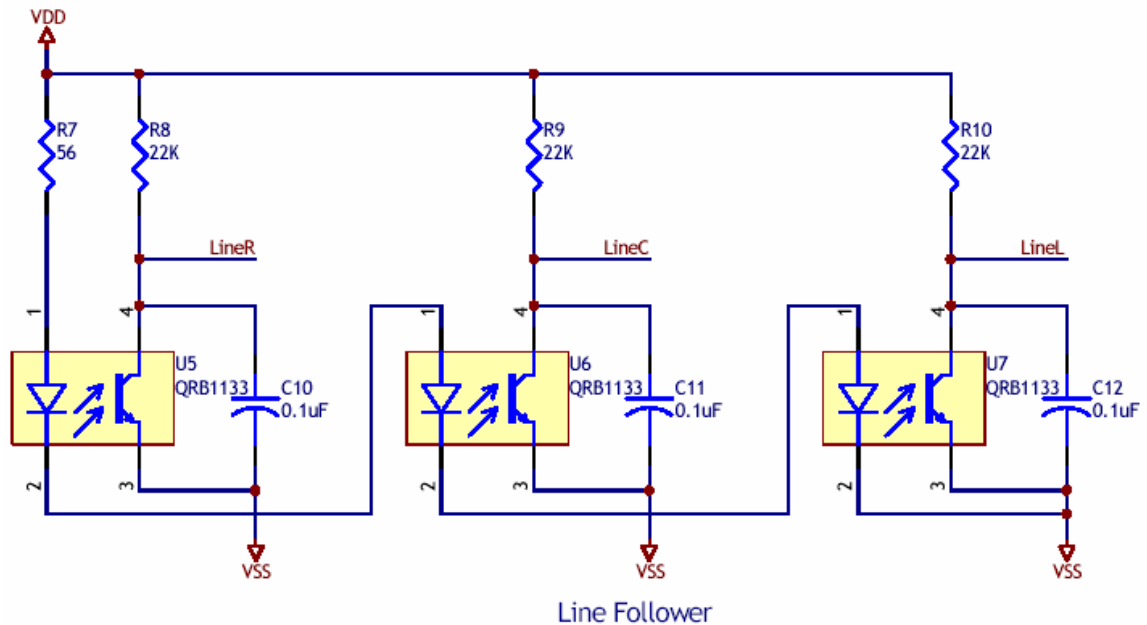 VDD
R7
56
R8
22K
R9
22K
R10
22K
LineR
LineC
LineL
1
4
1
4
1
4
U5
QRB1133
C10
0.1uF
U6
QRB1133
C11
0.1uF
U7
QRB1133
C12
0.1uF
2
3
2
3
2
3
VSS
VSS
VSS
Line Follower